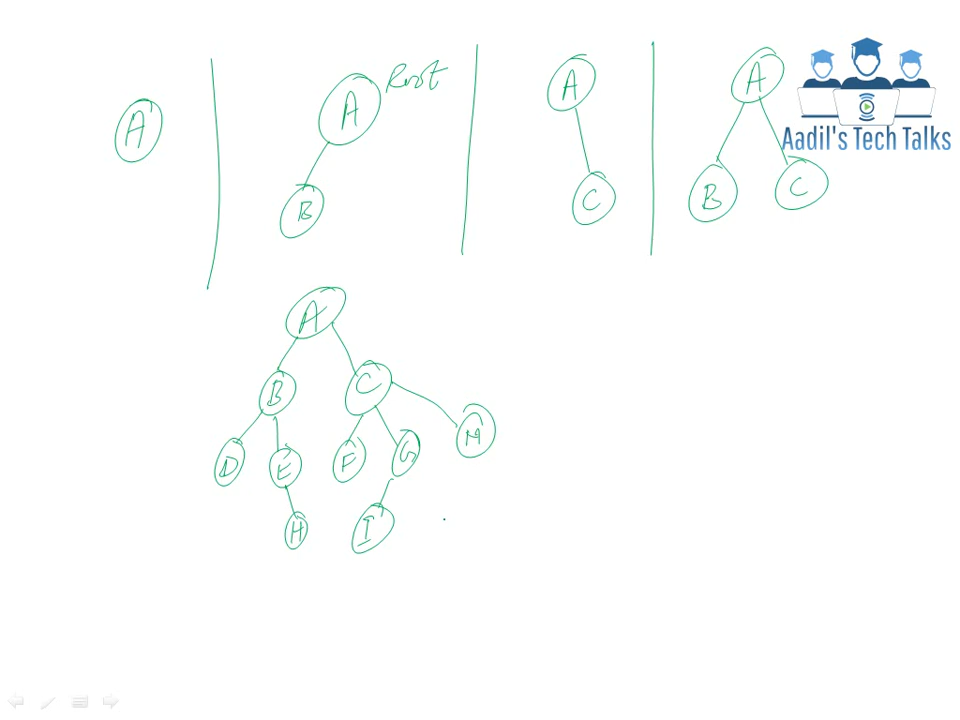 A
A Root
B
A
C
A
B C
Aadil's Tech Talks
A
B C
D E F G M
H I